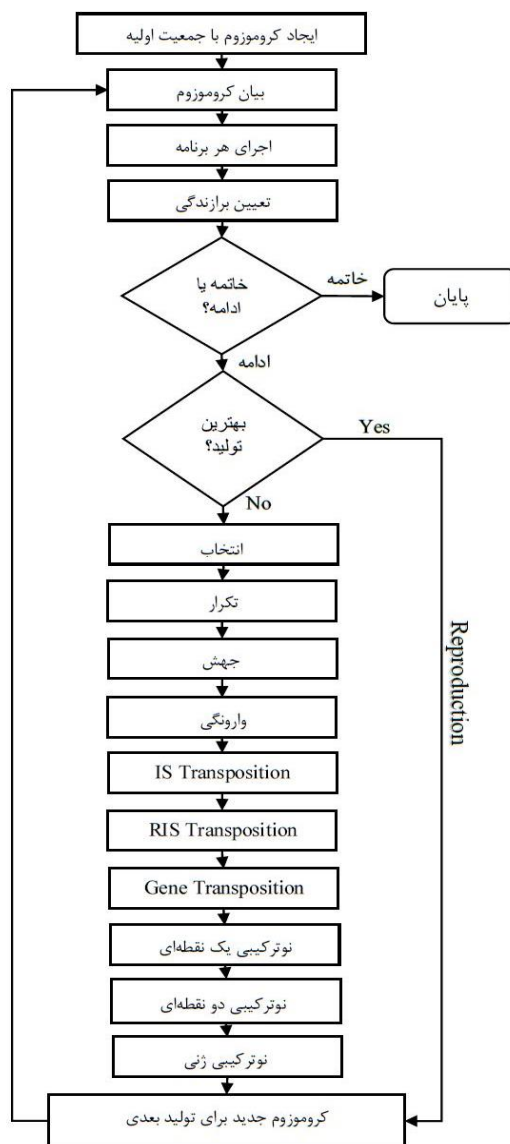 ایجاد کروموزوم با جمعیت اولیه
بیان کروموزوم
اجرای هر برنامه
تعیین برازندگی
خاتمه یا
ادامه؟
خاتمه
پایان
ادامه
بهترین
تولید؟
Yes
No
انتخاب
تکرار
جهش
وارونگی
Reproduction
IS Transposition
RIS Transposition
Gene Transposition
نوترکیبی یک نقطه‌ای
نوترکیبی دو نقطه‌ای
نوترکیبی ژنی
کروموزوم جدید برای تولید بعدی